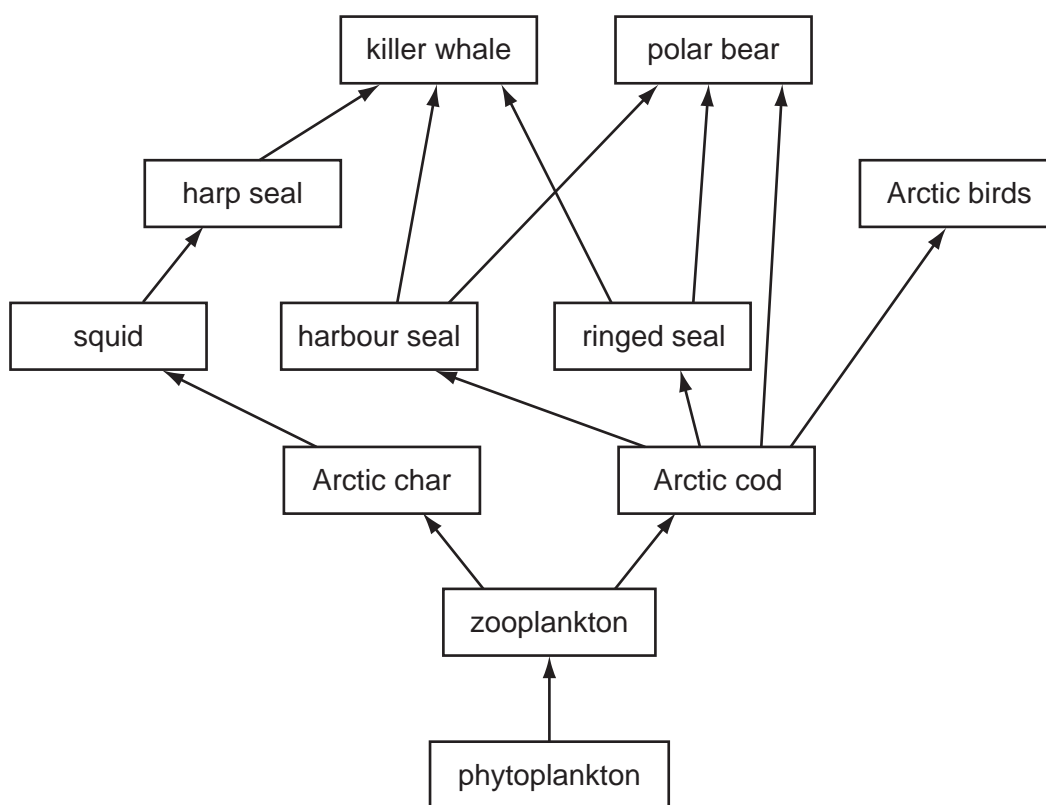 killer whale
polar bear
harp seal
Arctic birds
squid
harbour seal
ringed seal
Arctic char
Arctic cod
zooplankton
phytoplankton